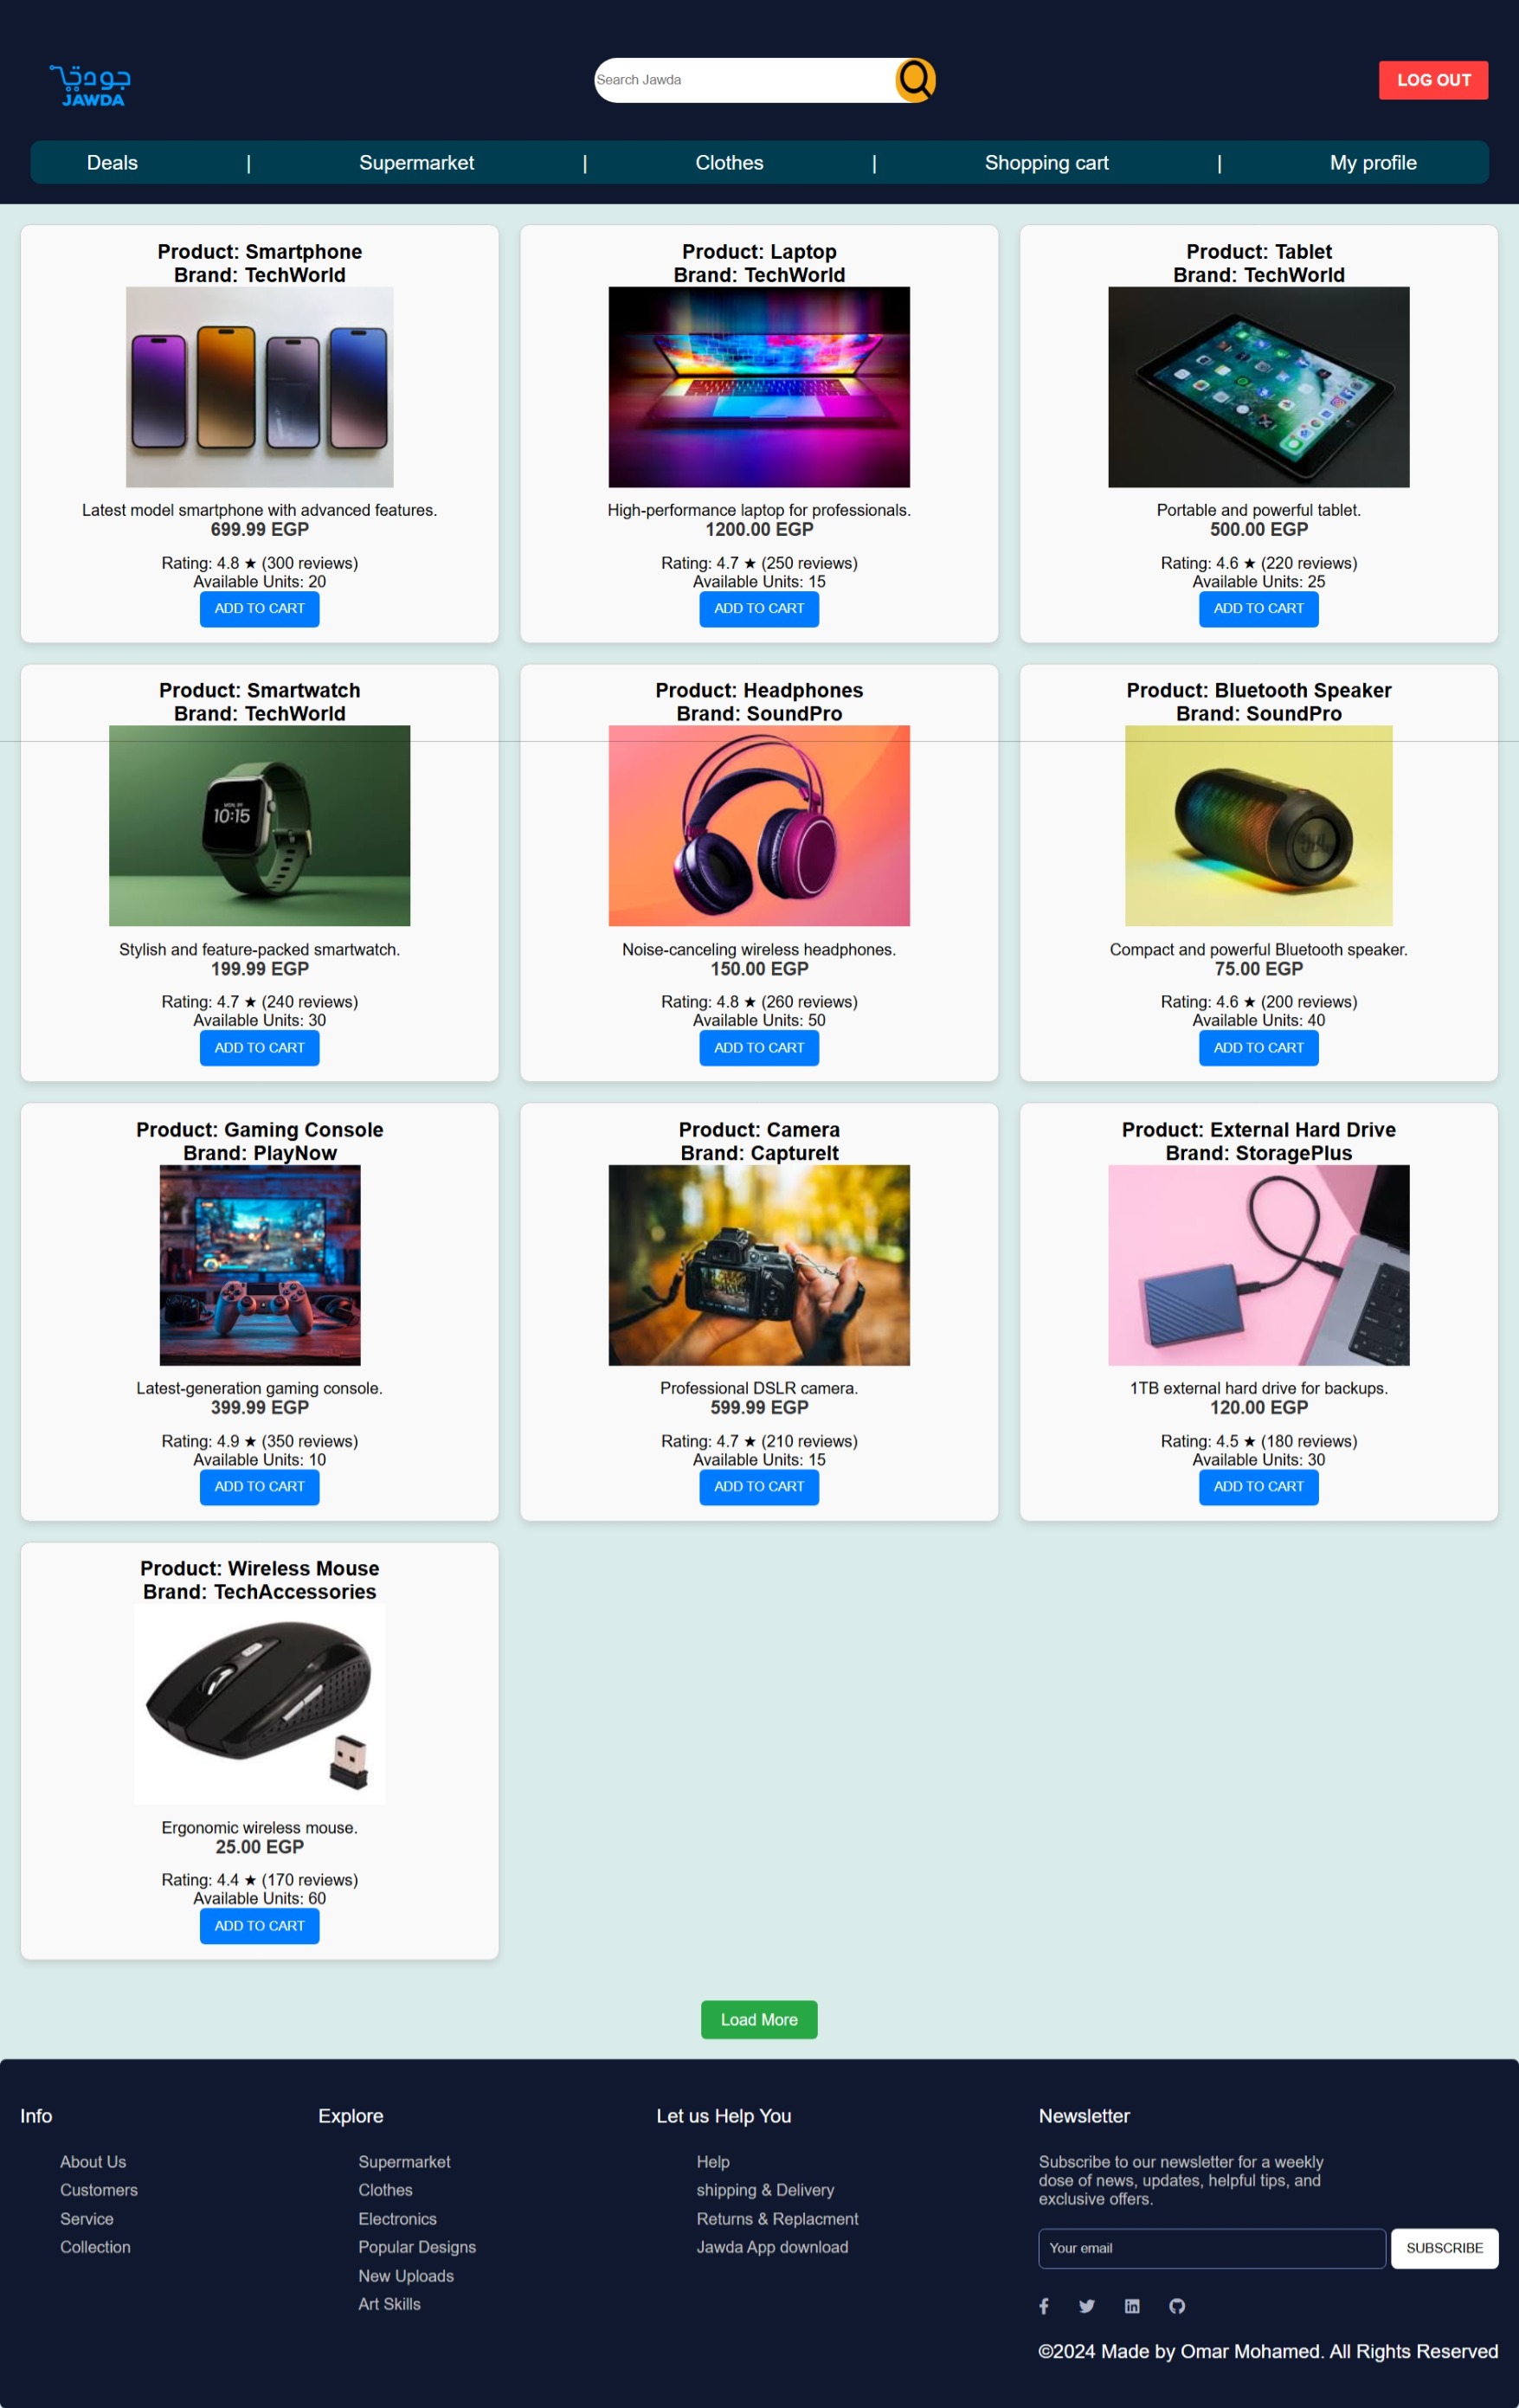 جودة
JAWDA
Search Jawda
LOG OUT
Deals | Supermarket | Clothes | Shopping cart | My profile
Product: Smartphone
Brand: TechWorld
Latest model smartphone with advanced features.
699.99 EGP
Rating: 4.8 ★ (300 reviews)
Available Units: 20
ADD TO CART
Product: Laptop
Brand: TechWorld
High-performance laptop for professionals.
1200.00 EGP
Rating: 4.7 ★ (250 reviews)
Available Units: 15
ADD TO CART
Product: Tablet
Brand: TechWorld
Portable and powerful tablet.
500.00 EGP
Rating: 4.6 ★ (220 reviews)
Available Units: 25
ADD TO CART
Product: Smartwatch
Brand: TechWorld
10:15
Stylish and feature-packed smartwatch.
199.99 EGP
Rating: 4.7 ★ (240 reviews)
Available Units: 30
ADD TO CART
Product: Headphones
Brand: SoundPro
Noise-canceling wireless headphones.
150.00 EGP
Rating: 4.8 ★ (260 reviews)
Available Units: 50
ADD TO CART
Product: Bluetooth Speaker
Brand: SoundPro
JBL
Compact and powerful Bluetooth speaker.
75.00 EGP
Rating: 4.6 ★ (200 reviews)
Available Units: 40
ADD TO CART
Product: Gaming Console
Brand: PlayNow
Latest-generation gaming console.
399.99 EGP
Rating: 4.9 ★ (350 reviews)
Available Units: 10
ADD TO CART
Product: Camera
Brand: CaptureIt
Professional DSLR camera.
599.99 EGP
Rating: 4.7 ★ (210 reviews)
Available Units: 15
ADD TO CART
Product: External Hard Drive
Brand: StoragePlus
1TB external hard drive for backups.
120.00 EGP
Rating: 4.5 ★ (180 reviews)
Available Units: 30
ADD TO CART
Product: Wireless Mouse
Brand: TechAccessories
Ergonomic wireless mouse.
25.00 EGP
Rating: 4.4 ★ (170 reviews)
Available Units: 60
ADD TO CART
Load More
Info
About Us
Customers
Service
Collection
Explore
Supermarket
Clothes
Electronics
Popular Designs
New Uploads
Art Skills
Let us Help You
Help
shipping & Delivery
Returns & Replacment
Jawda App download
Newsletter
Subscribe to our newsletter for a weekly
dose of news, updates, helpful tips, and
exclusive offers.
Your email
SUBSCRIBE
©2024 Made by Omar Mohamed. All Rights Reserved